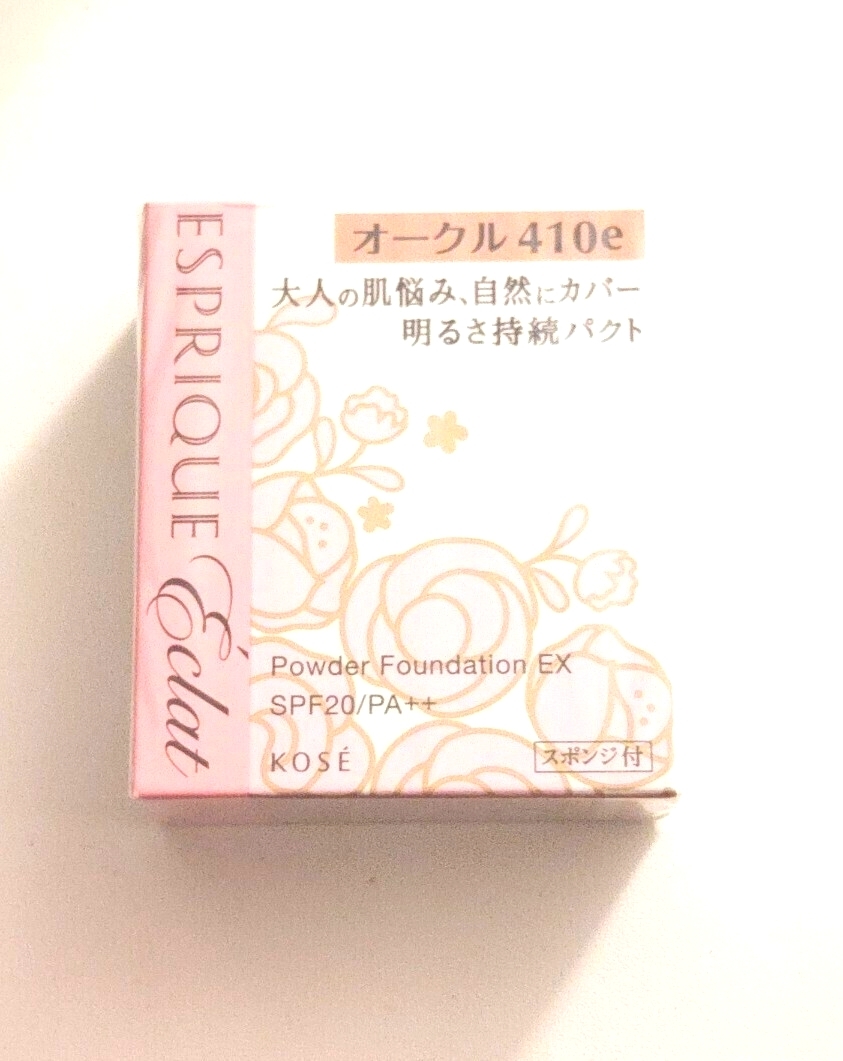 ESPRIQUE Éclat
オークル 410e
大人の肌悩み、自然にカバー
明るさ持続パクト
Powder Foundation EX
SPF20/PA++
KOSÉ
スポンジ付